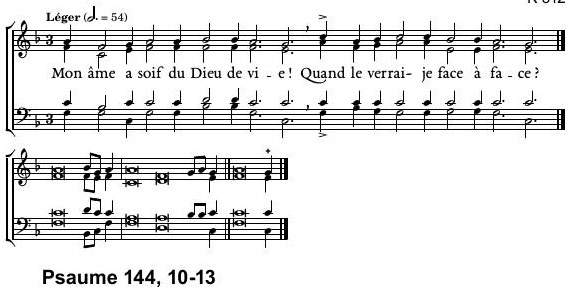 Léger (𝅗𝅥. = 54)
Mon âme a soif du Dieu de vi - e! Quand le verrai- je face à fa - ce?
Psaume 144, 10-13